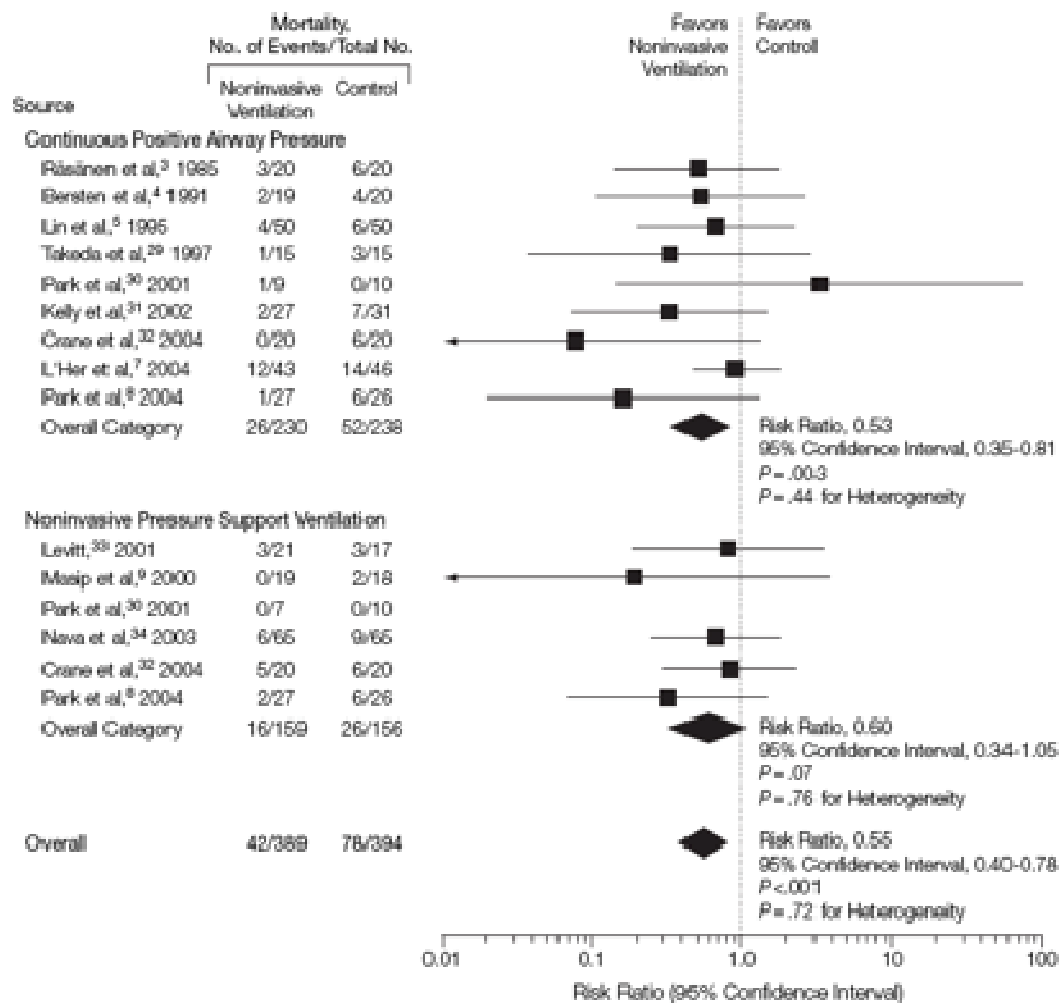 Mortality,
No. of Events/Total No.
Favors Noninvasive Ventilation
Favors Controll
Source
Noninvasive Ventilation
Control
Continuous Positive Airway Pressure
Räsänen et al,3 1985 3/20 6/20
Bersten et al,4 1991 2/19 4/20
Lin et al,5 1995 4/50 6/50
Takeda et al,29 1997 1/15 3/15
Park et al,30 2001 1/9 0/10
Kelly et al,31 2002 2/27 7/31
Crane et al,32 2004 0/20 6/20
L'Her et al,7 2004 12/43 14/46
Park et al,8 2004 1/27 6/26
Overall Category 26/230 52/238
Risk Ratio, 0.53
95% Confidence Interval, 0.35-0.81
P=.003
P=.44 for Heterogeneity
Noninvasive Pressure Support Ventilation
Levitt,33 2001 3/21 3/17
Masip et al,9 2000 0/19 2/18
Park et al,30 2001 0/7 0/10
Nava et al,34 2003 6/65 9/65
Crane et al,32 2004 5/20 6/20
Park et al,8 2004 2/27 6/26
Overall Category 16/159 26/156
Risk Ratio, 0.60
95% Confidence Interval, 0.34-1.05
P=.07
P=.76 for Heterogeneity
Overall 42/389 78/394
Risk Ratio, 0.55
95% Confidence Interval, 0.40-0.78
P<.001
P=.72 for Heterogeneity
0.01 0.1 1.0 10 100
Risk Ratio (95% Confidence Interval)